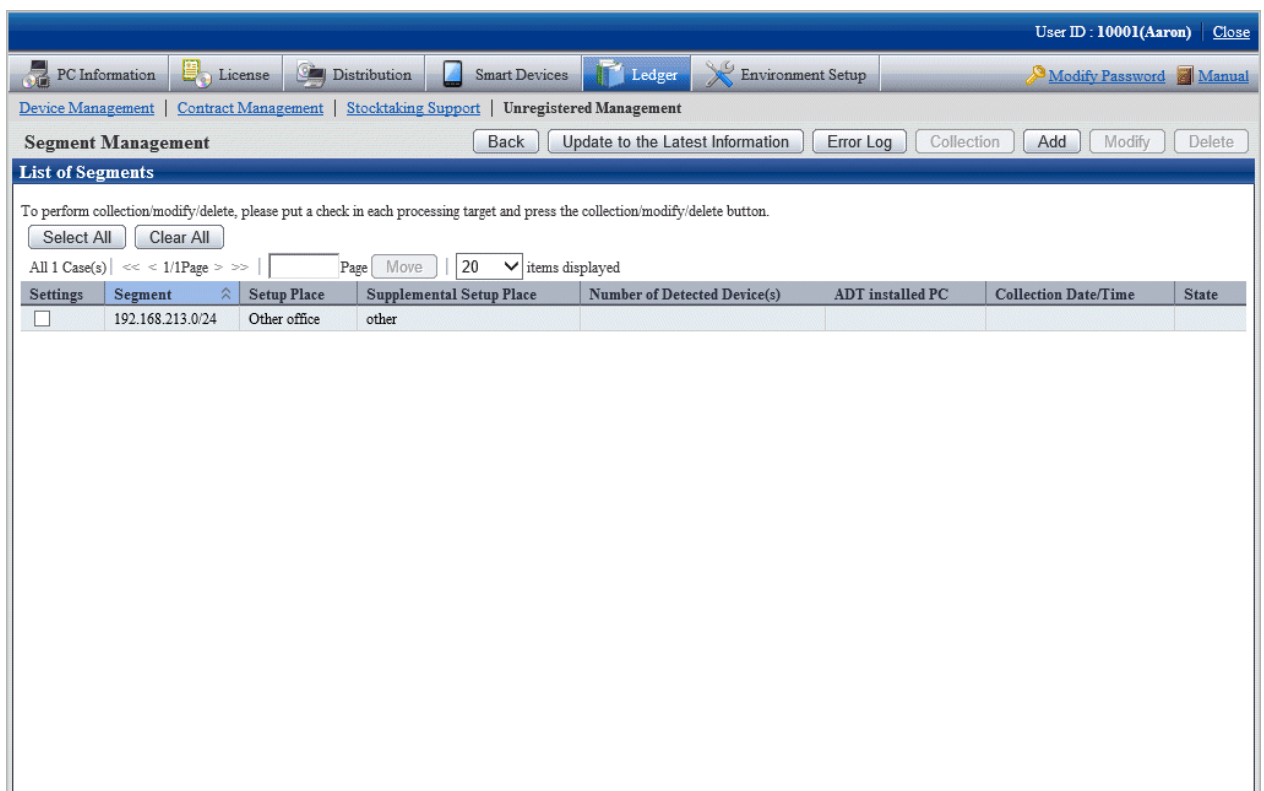 User ID : 10001(Aaron) Close
PC Information License Distribution Smart Devices Ledger Environment Setup Modify Password Manual
Device Management | Contract Management | Stocktaking Support | Unregistered Management
Segment Management Back Update to the Latest Information Error Log Collection Add Modify Delete
List of Segments
To perform collection/modify/delete, please put a check in each processing target and press the collection/modify/delete button.
Select All Clear All
All 1 Case(s) | << < 1/1Page > >> | Page Move | 20 items displayed
Settings Segment Setup Place Supplemental Setup Place Number of Detected Device(s) ADT installed PC Collection Date/Time State
192.168.213.0/24 Other office other